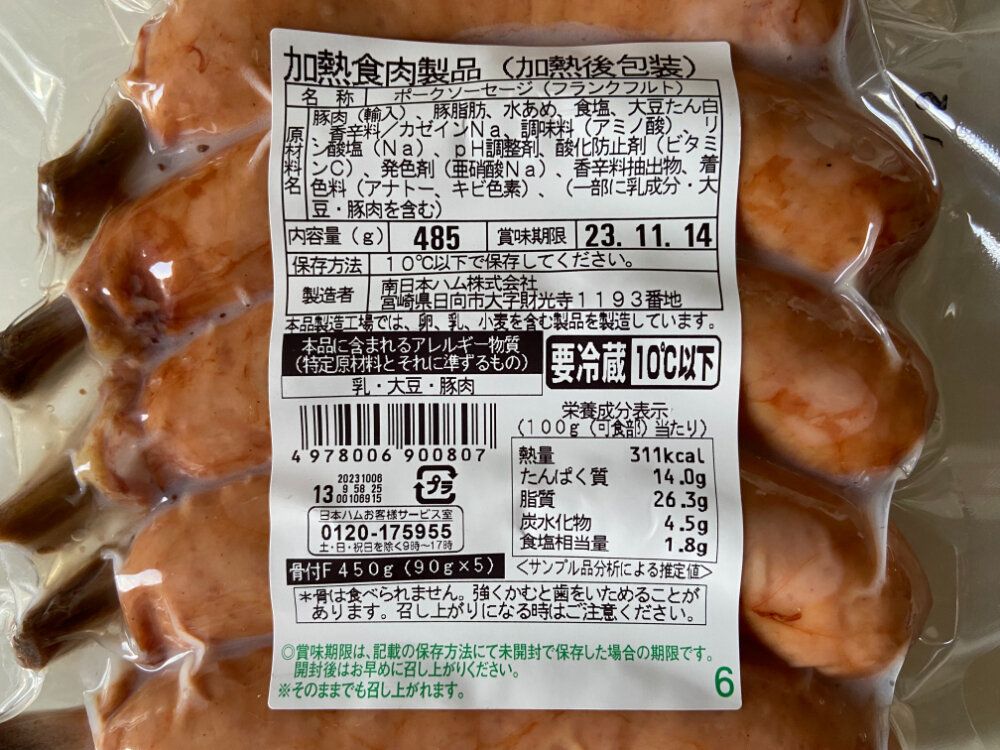 加熱食肉製品（加熱後包装）
名称 ポークソーセージ（フランクフルト）
原材料名
豚肉（輸入）、豚脂肪、水あめ、食塩、大豆たん白
、香辛料／カゼインNa、調味料（アミノ酸）、リ
ン酸塩（Na）、pH調整剤、酸化防止剤（ビタミ
ンC）、発色剤（亜硝酸Na）、香辛料抽出物、着
色料（アナトー、キビ色素）、（一部に乳成分・大
豆・豚肉を含む）
内容量（g） 485 賞味期限 23.11.14
保存方法 10℃以下で保存してください。
製造者 南日本ハム株式会社
宮崎県日向市大字財光寺1193番地
本品製造工場では、卵、乳、小麦を含む製品を製造しています。
本品に含まれるアレルギー物質
（特定原材料とそれに準ずるもの）
乳・大豆・豚肉
要冷蔵 10℃以下
栄養成分表示
（100g（可食部）当たり）
熱量 311kcal
たんぱく質 14.0g
脂質 26.3g
炭水化物 4.5g
食塩相当量 1.8g
＜サンプル品分析による推定値＞
4 978006 900807
13 20231006
9 58 25
00106915
プラ
日本ハムお客様サービス室
0120-175955
土・日・祝日を除く9時〜17時
骨付F450g（90g×5）
＊骨は食べられません。強くかむと歯をいためることが
あります。召し上がりになる時はご注意ください。
◎賞味期限は、記載の保存方法にて未開封で保存した場合の期限です。
開封後はお早めに召し上がりください。
※そのままでも召し上がれます。
6